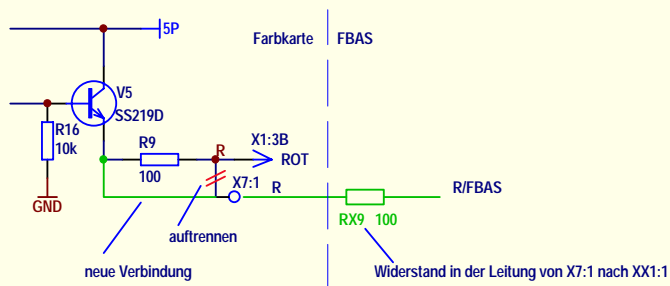 5P
Farbkarte
FBAS
V5
SS219D
R16
10k
R9
100
R
X1:3B
ROT
X7:1
R
R/FBAS
GND
RX9 100
auftrennen
neue Verbindung
Widerstand in der Leitung von X7:1 nach XX1:1